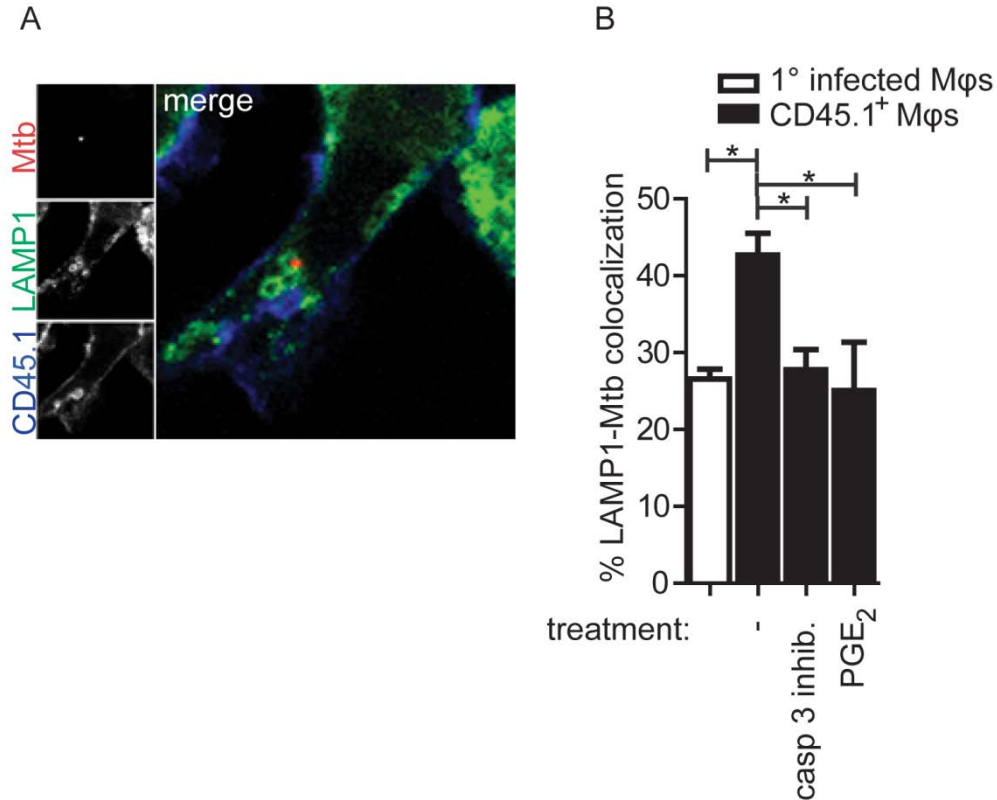 A
Mtb
LAMP1
CD45.1
merge
B
1° infected Mφs
CD45.1⁺ Mφs
*
*
*
% LAMP1-Mtb colocalization
50
40
30
20
10
0
treatment:
-
casp 3 inhib.
PGE₂